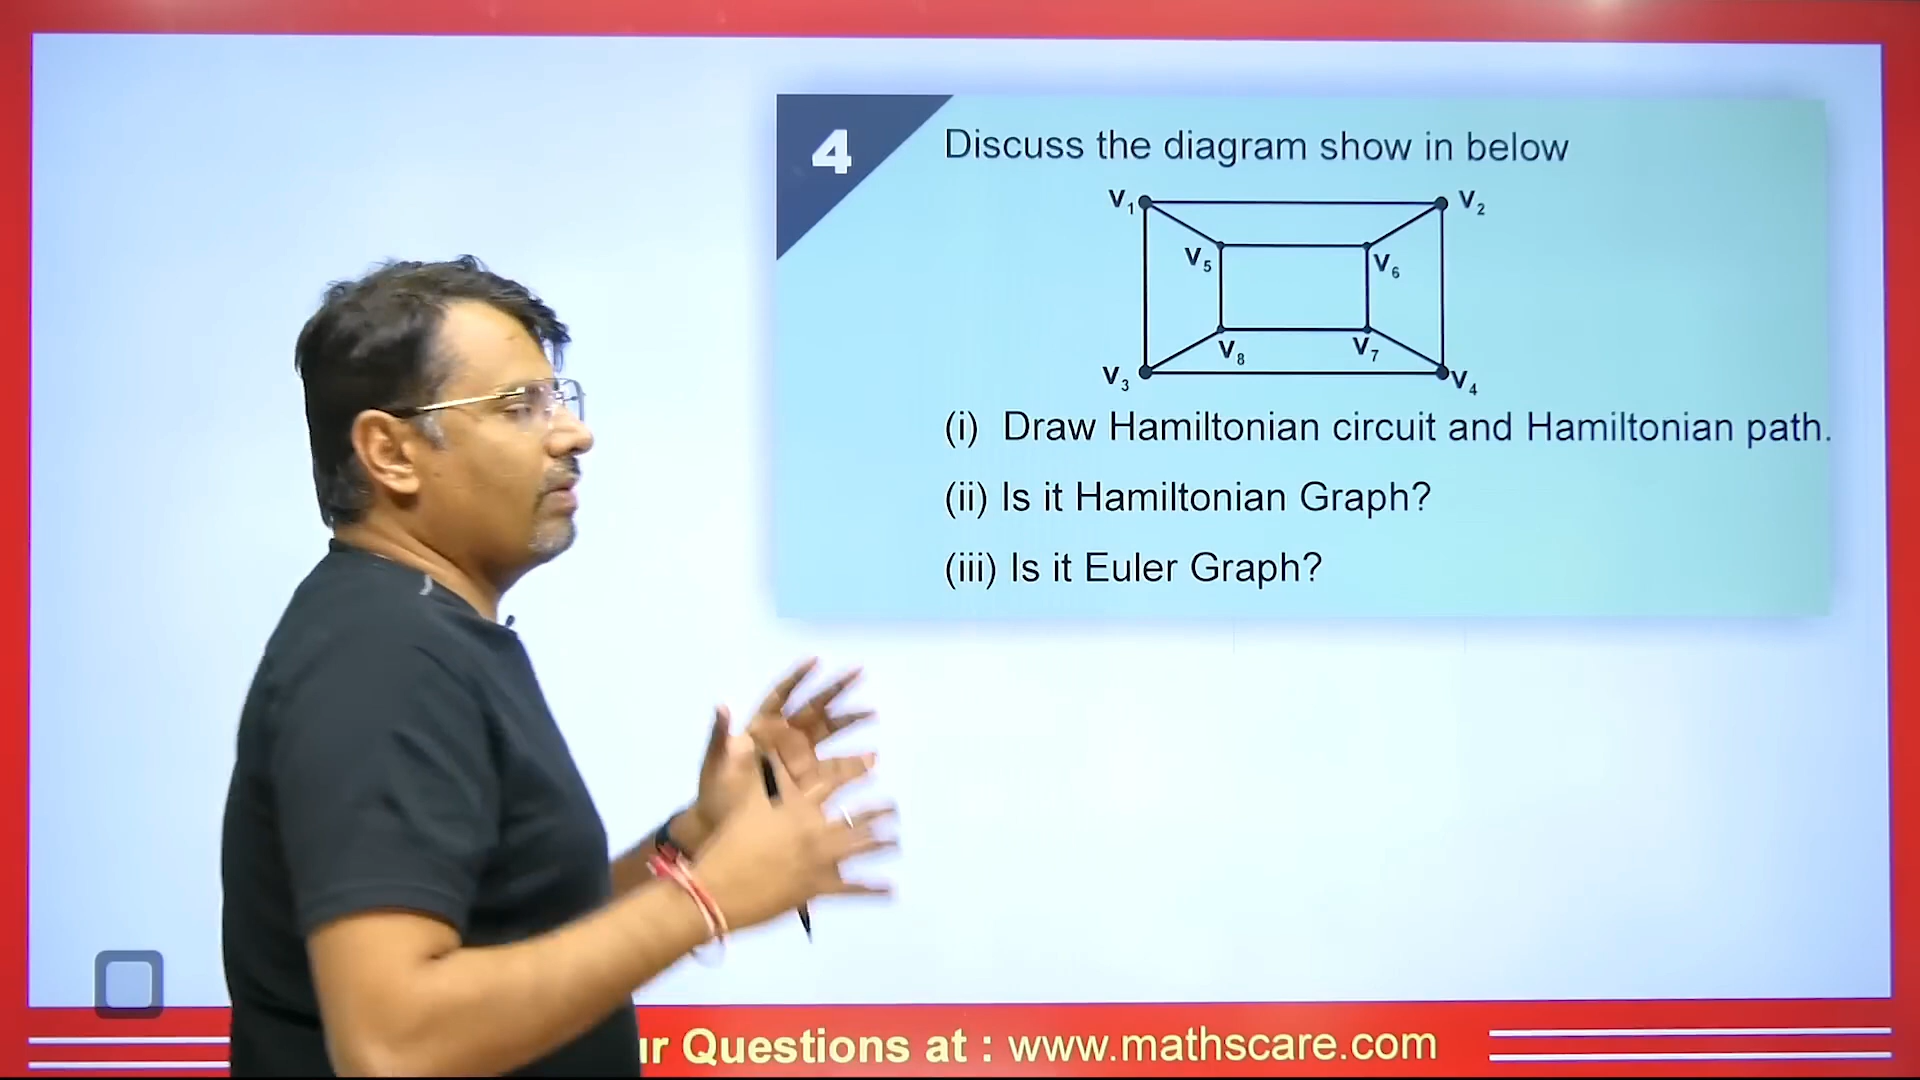 4
Discuss the diagram show in below
V1
V2
V5
V6
V8
V7
V3
V4
(i) Draw Hamiltonian circuit and Hamiltonian path.
(ii) Is it Hamiltonian Graph?
(iii) Is it Euler Graph?
Questions at : www.mathscare.com